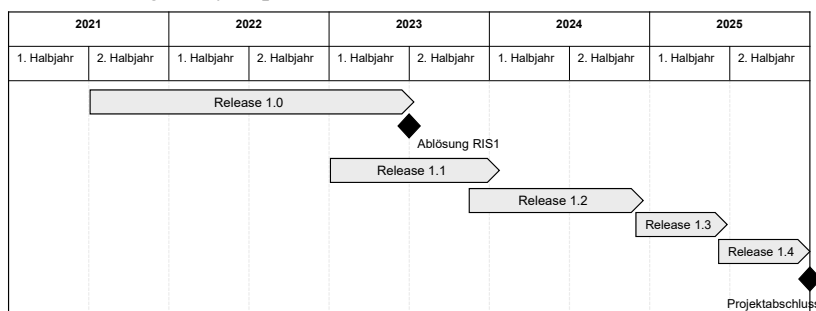 2021 2022 2023 2024 2025
1. Halbjahr 2. Halbjahr 1. Halbjahr 2. Halbjahr 1. Halbjahr 2. Halbjahr 1. Halbjahr 2. Halbjahr 1. Halbjahr 2. Halbjahr
Release 1.0
Ablösung RIS1
Release 1.1
Release 1.2
Release 1.3
Release 1.4
Projektabschluss